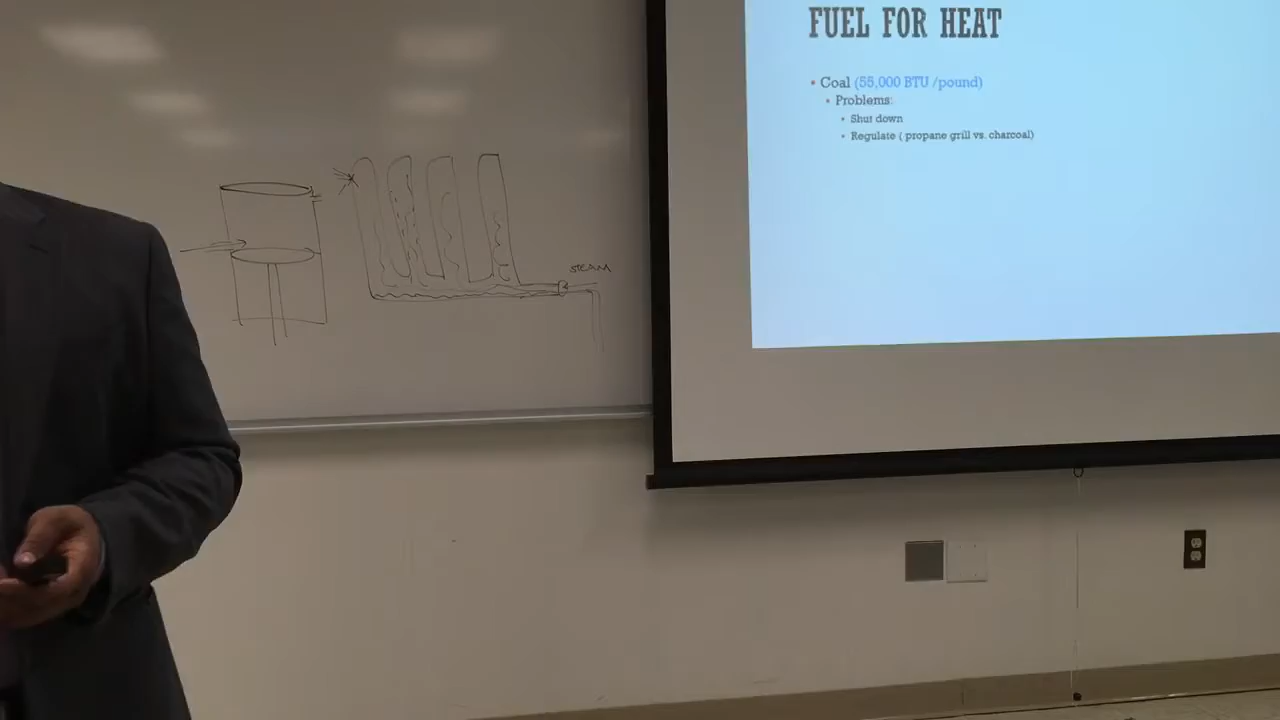 FUEL FOR HEAT
• Coal (55,000 BTU /pound)
• Problems:
• Shut down
• Regulate ( propane grill vs. charcoal)
STEAM